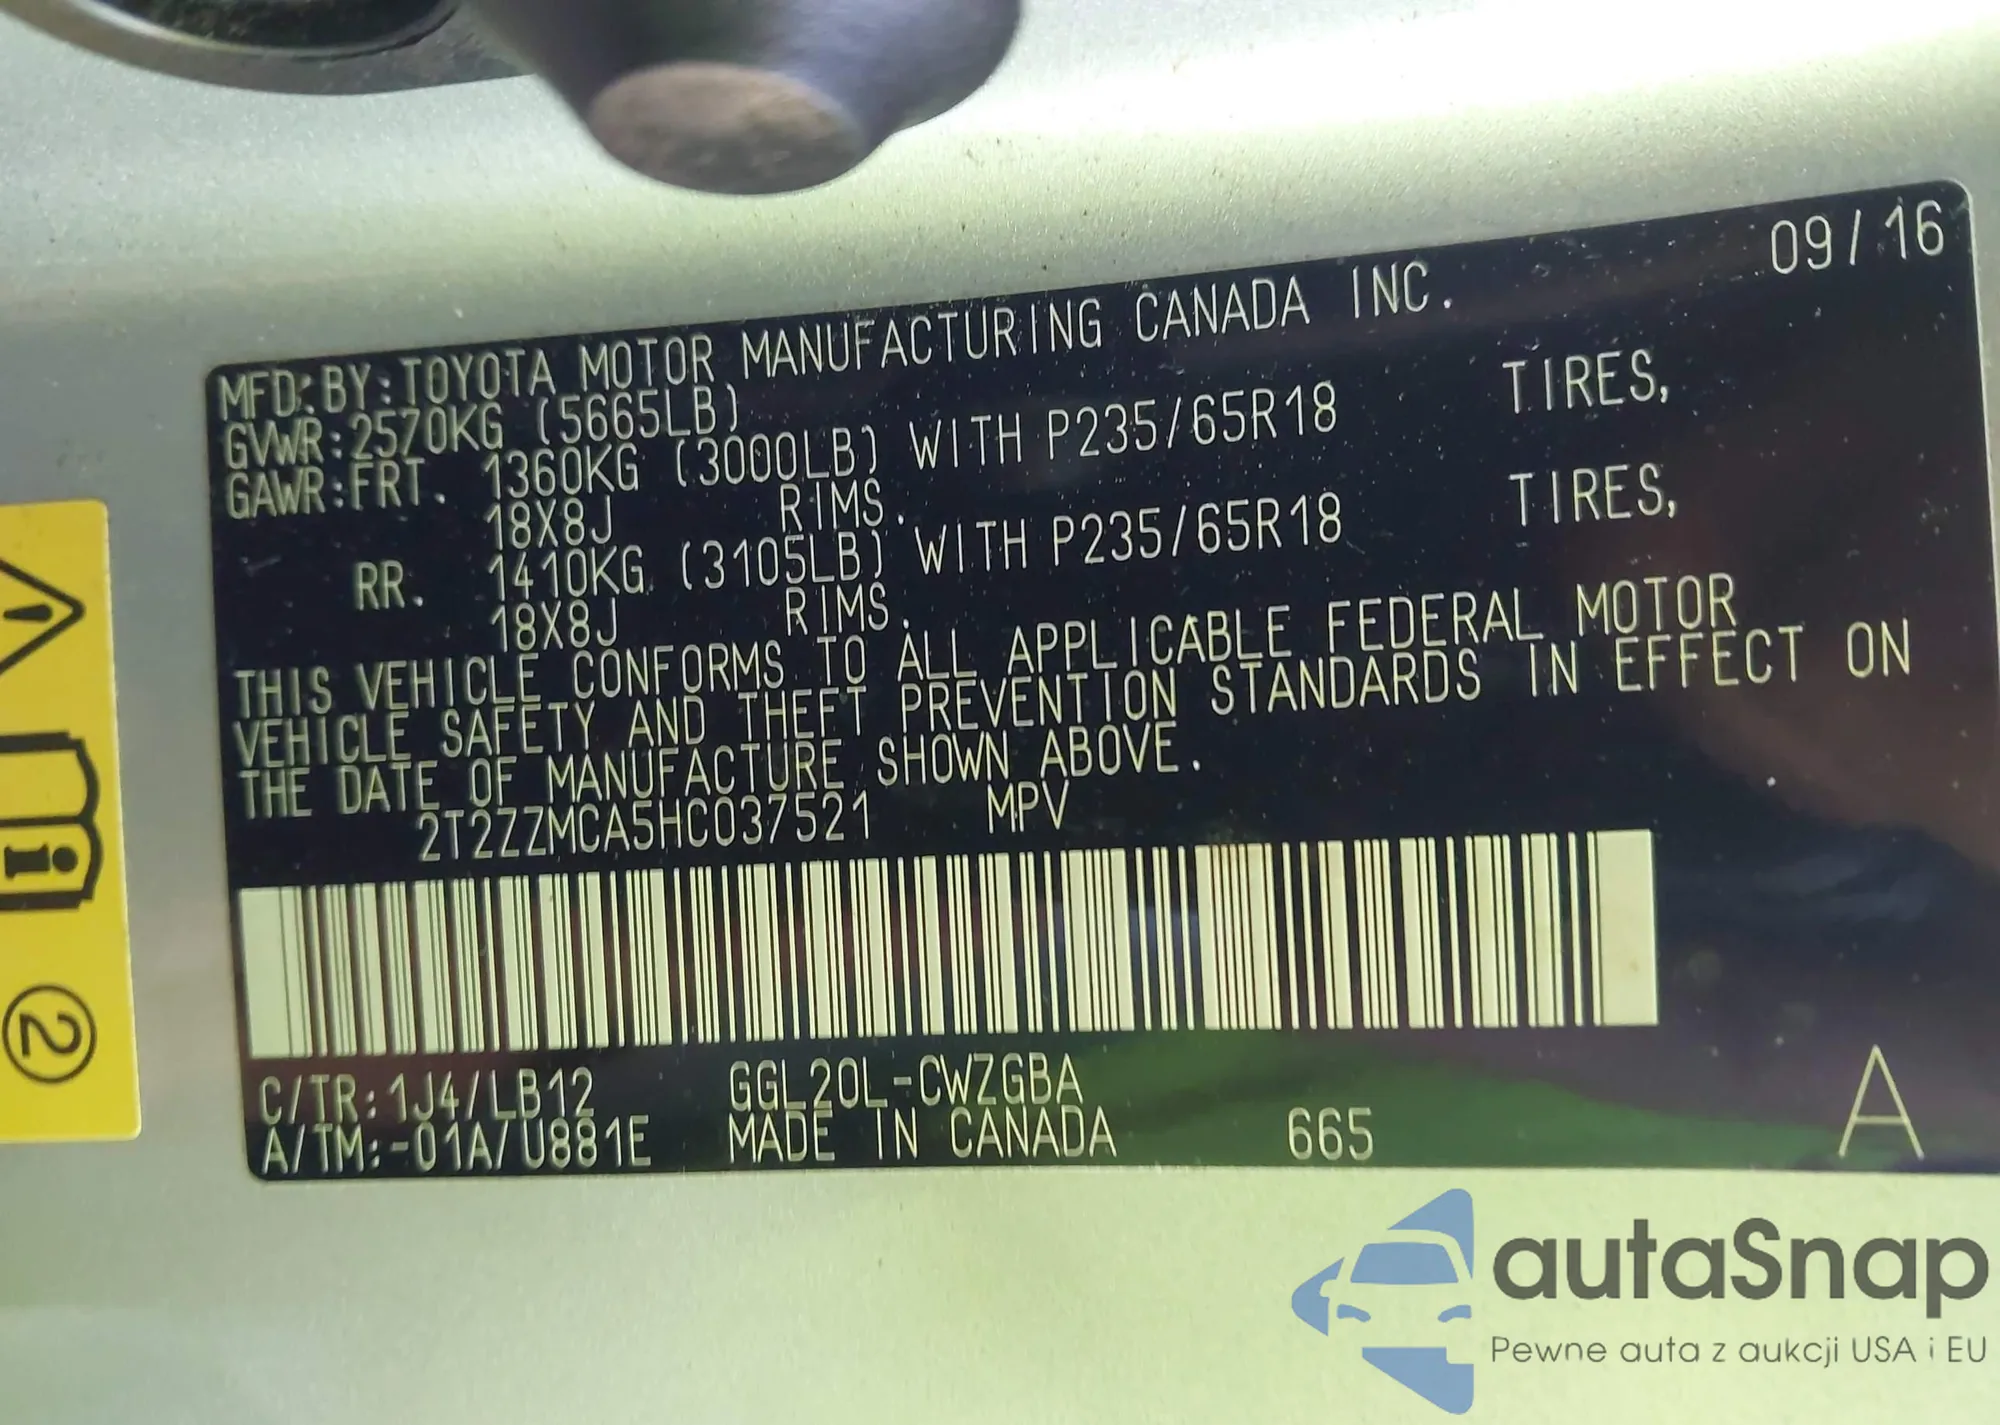 09/16
MFD. BY: TOYOTA MOTOR MANUFACTURING CANADA INC.
GVWR: 2570KG (5665LB)
GAWR: FRT. 1360KG (3000LB) WITH P235/65R18 TIRES,
18X8J RIMS.
RR. 1410KG (3105LB) WITH P235/65R18 TIRES,
18X8J RIMS.
THIS VEHICLE CONFORMS TO ALL APPLICABLE FEDERAL MOTOR
VEHICLE SAFETY AND THEFT PREVENTION STANDARDS IN EFFECT ON
THE DATE OF MANUFACTURE SHOWN ABOVE.
2T2ZZMCA5HC037521 MPV
C/TR: 1J4/LB12 GGL20L-CWZGBA
A/TM: -01A/U881E MADE IN CANADA 665 A
i
2
autaSnap
Pewne auta z aukcji USA i EU